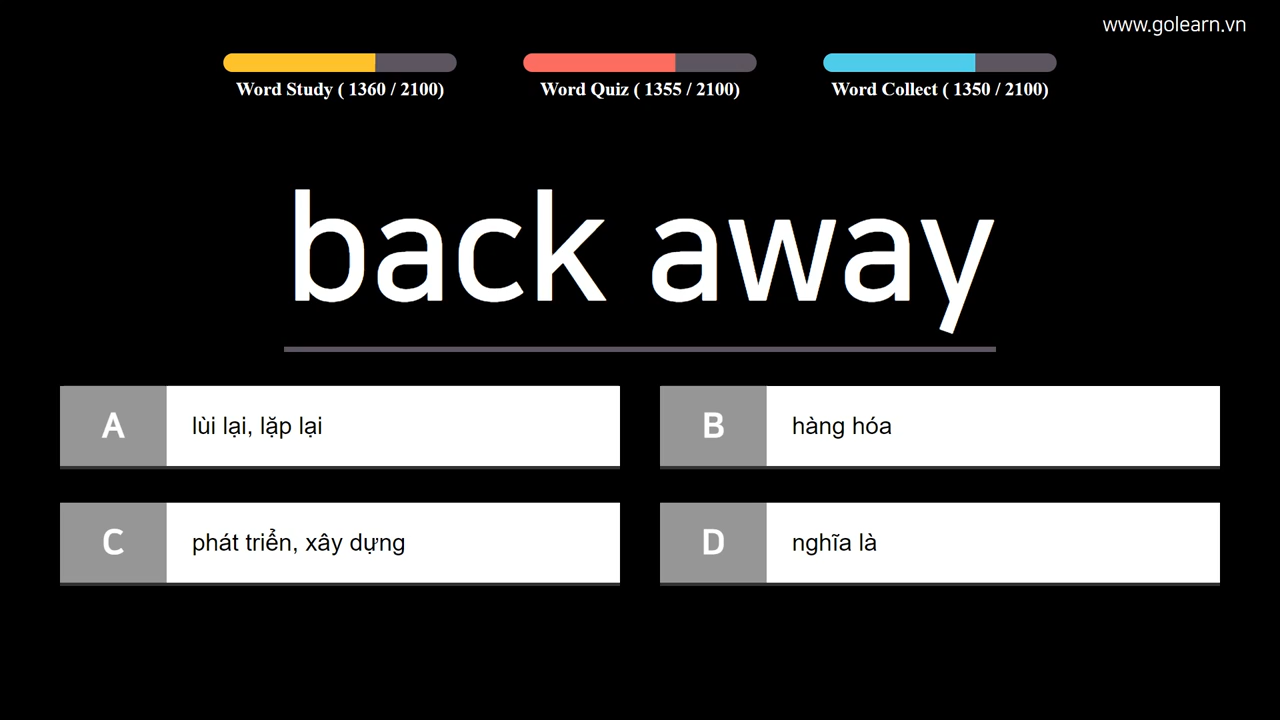 www.golearn.vn
Word Study ( 1360 / 2100)
Word Quiz ( 1355 / 2100)
Word Collect ( 1350 / 2100)
back away
A lùi lại, lặp lại
B hàng hóa
C phát triển, xây dựng
D nghĩa là